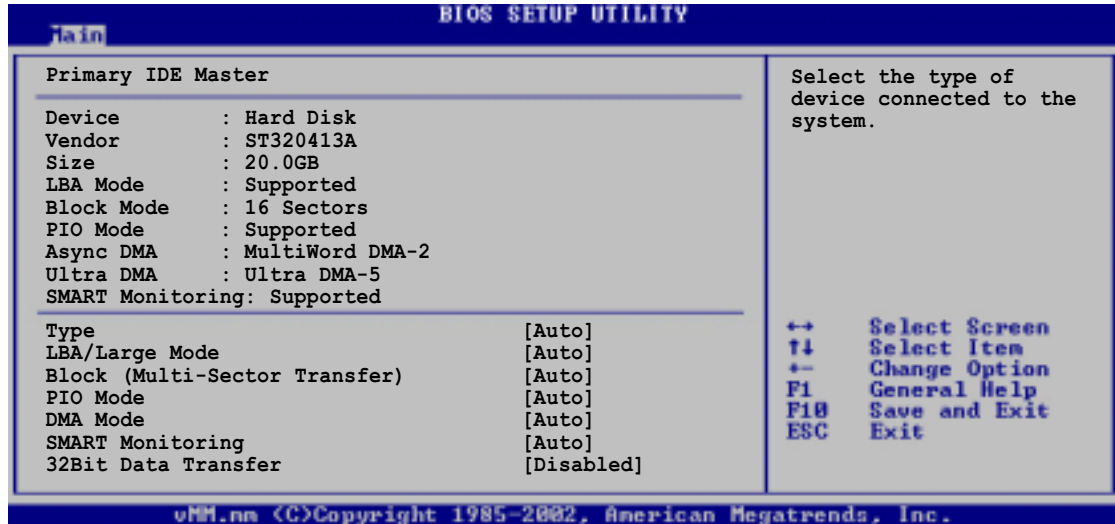 BIOS SETUP UTILITY
Main
Primary IDE Master
Device : Hard Disk
Vendor : ST320413A
Size : 20.0GB
LBA Mode : Supported
Block Mode : 16 Sectors
PIO Mode : Supported
Async DMA : MultiWord DMA-2
Ultra DMA : Ultra DMA-5
SMART Monitoring: Supported
Type [Auto]
LBA/Large Mode [Auto]
Block (Multi-Sector Transfer) [Auto]
PIO Mode [Auto]
DMA Mode [Auto]
SMART Monitoring [Auto]
32Bit Data Transfer [Disabled]
Select the type of
device connected to the
system.
←→ Select Screen
↑↓ Select Item
+- Change Option
F1 General Help
F10 Save and Exit
ESC Exit
vMM.mm (C)Copyright 1985-2002, American Megatrends, Inc.